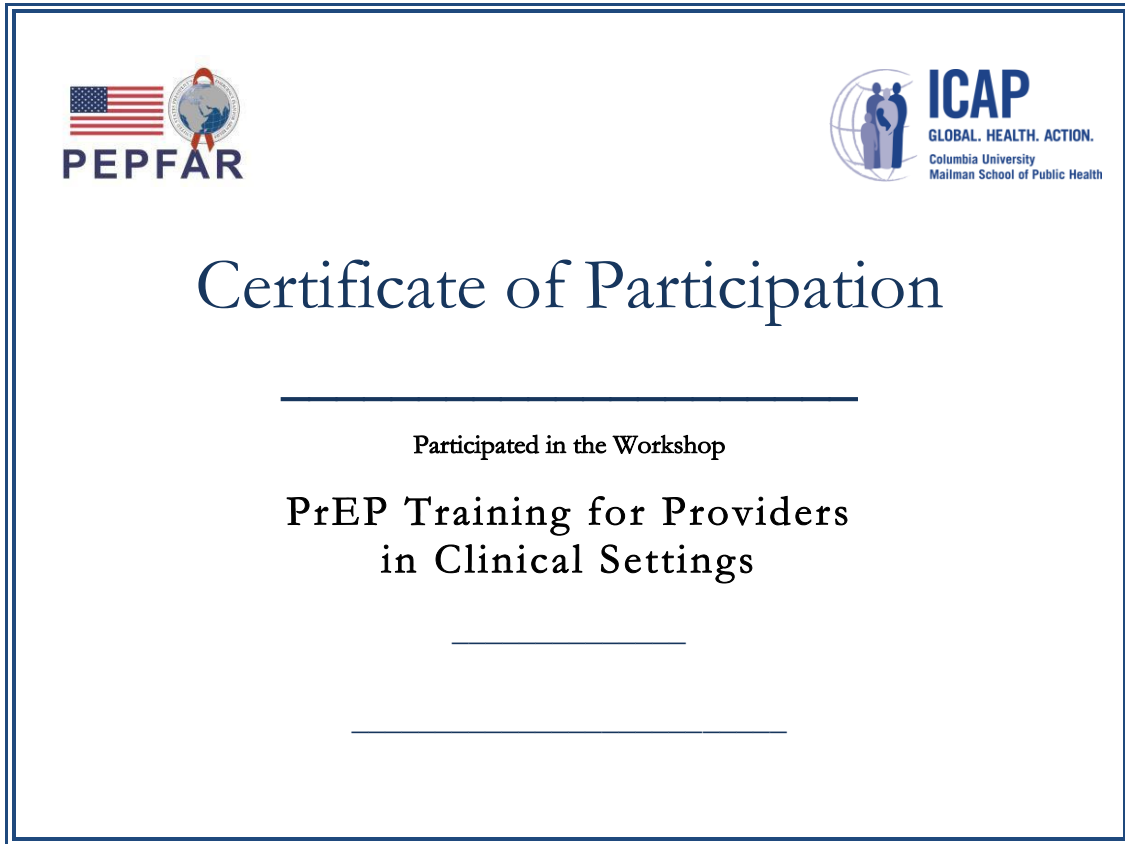 PEPFAR
ICAP
GLOBAL. HEALTH. ACTION.
Columbia University
Mailman School of Public Health
Certificate of Participation
Participated in the Workshop
PrEP Training for Providers
in Clinical Settings